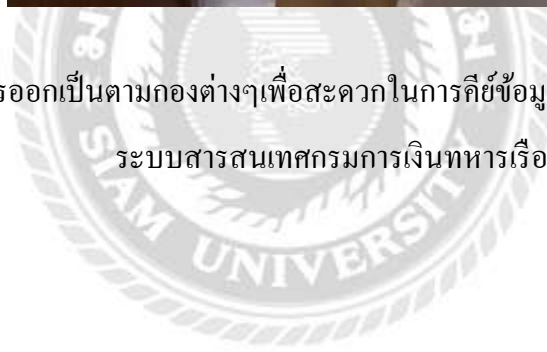 รออกเป็นตามกองต่างๆเพื่อสะดวกในการคีย์ข้อมู
ระบบสารสนเทศกรมการเงินทหารเรือ
SIAM UNIVERSITY